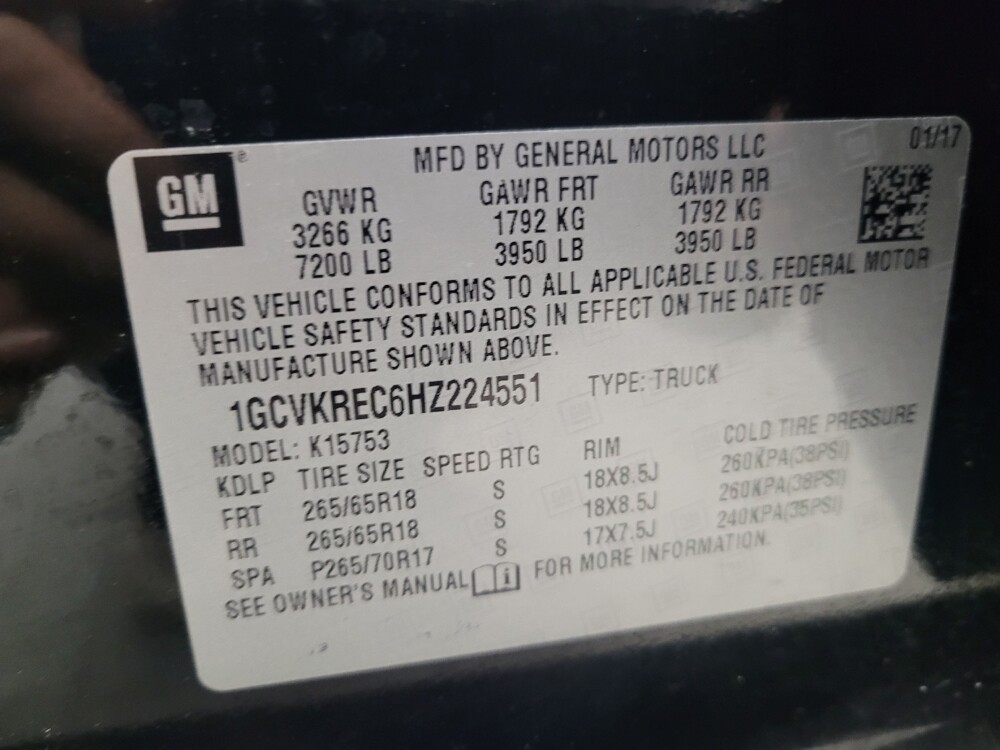 01/17
GM ®
MFD BY GENERAL MOTORS LLC
GVWR GAWR FRT GAWR RR
3266 KG 1792 KG 1792 KG
7200 LB 3950 LB 3950 LB
THIS VEHICLE CONFORMS TO ALL APPLICABLE U.S. FEDERAL MOTOR
VEHICLE SAFETY STANDARDS IN EFFECT ON THE DATE OF
MANUFACTURE SHOWN ABOVE.
1GCVKREC6HZ224551 TYPE: TRUCK
MODEL: K15753
KDLP TIRE SIZE SPEED RTG RIM COLD TIRE PRESSURE
FRT 265/65R18 S 18X8.5J 260KPA(38PSI)
RR 265/65R18 S 18X8.5J 260KPA(38PSI)
SPA P265/70R17 S 17X7.5J 240KPA(35PSI)
SEE OWNER'S MANUAL i FOR MORE INFORMATION.